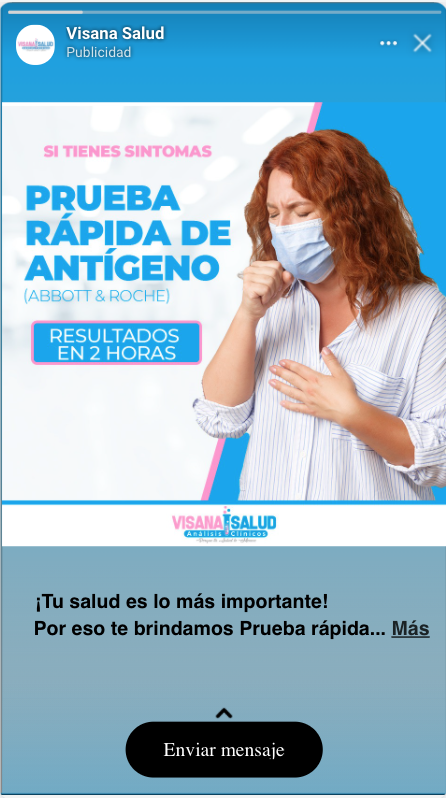 Visana Salud
Publicidad
SI TIENES SINTOMAS
PRUEBA
RÁPIDA DE
ANTÍGENO
(ABBOTT & ROCHE)
RESULTADOS
EN 2 HORAS
VISANA SALUD
Análisis Clínicos
¡Tu salud es lo más importante!
Por eso te brindamos Prueba rápida... Más
Enviar mensaje